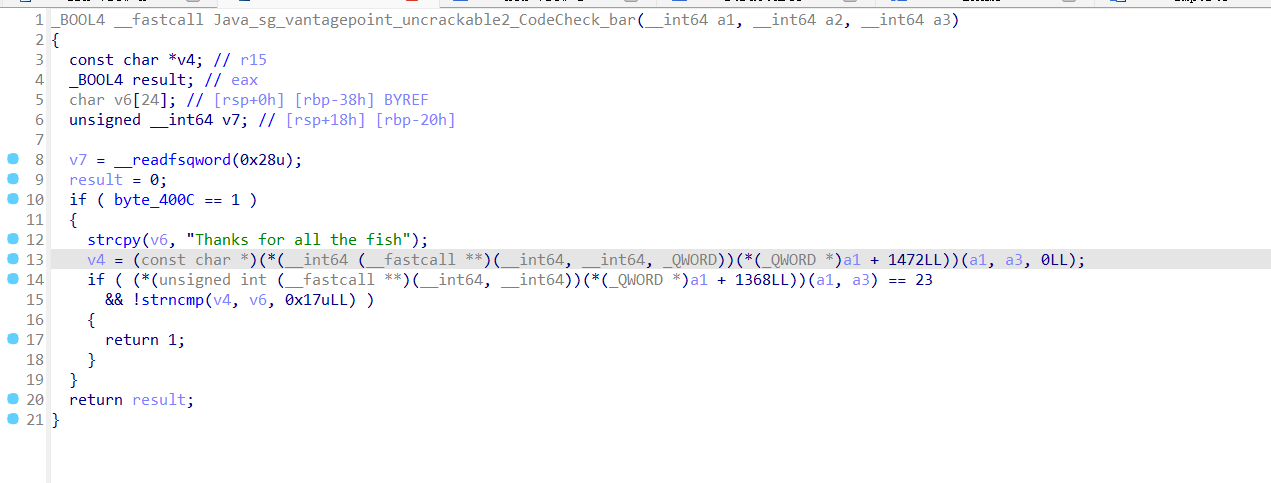 1 _BOOL4 __fastcall Java_sg_vantagepoint_uncrackable2_CodeCheck_bar(__int64 a1, __int64 a2, __int64 a3)
2 {
3 const char *v4; // r15
4 _BOOL4 result; // eax
5 char v6[24]; // [rsp+0h] [rbp-38h] BYREF
6 unsigned __int64 v7; // [rsp+18h] [rbp-20h]
7
8 v7 = __readfsqword(0x28u);
9 result = 0;
10 if ( byte_400C == 1 )
11 {
12 strcpy(v6, "Thanks for all the fish");
13 v4 = (const char *)(*(__int64 (__fastcall **)(__int64, __int64, _QWORD))(*(_QWORD *)a1 + 1472LL))(a1, a3, 0LL);
14 if ( (*(unsigned int (__fastcall **)(__int64, __int64))(*(_QWORD *)a1 + 1368LL))(a1, a3) == 23
15 && !strncmp(v4, v6, 0x17uLL) )
16 {
17 return 1;
18 }
19 }
20 return result;
21 }